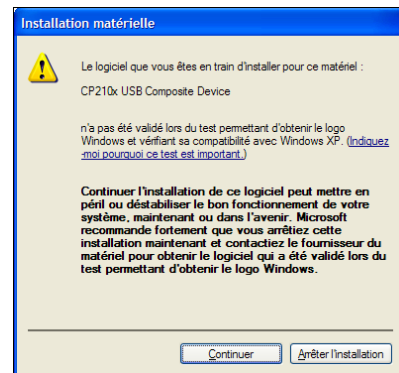 Installation matérielle
Le logiciel que vous êtes en train d'installer pour ce matériel :
CP210x USB Composite Device
n'a pas été validé lors du test permettant d'obtenir le logo
Windows et vérifiant sa compatibilité avec Windows XP. (Indiquez
-moi pourquoi ce test est important.)
Continuer l'installation de ce logiciel peut mettre en
péril ou déstabiliser le bon fonctionnement de votre
système, maintenant ou dans l'avenir. Microsoft
recommande fortement que vous arrêtiez cette
installation maintenant et contactiez le fournisseur du
matériel pour obtenir le logiciel qui a été validé lors du
test permettant d'obtenir le logo Windows.
Continuer
Arrêter l'installation